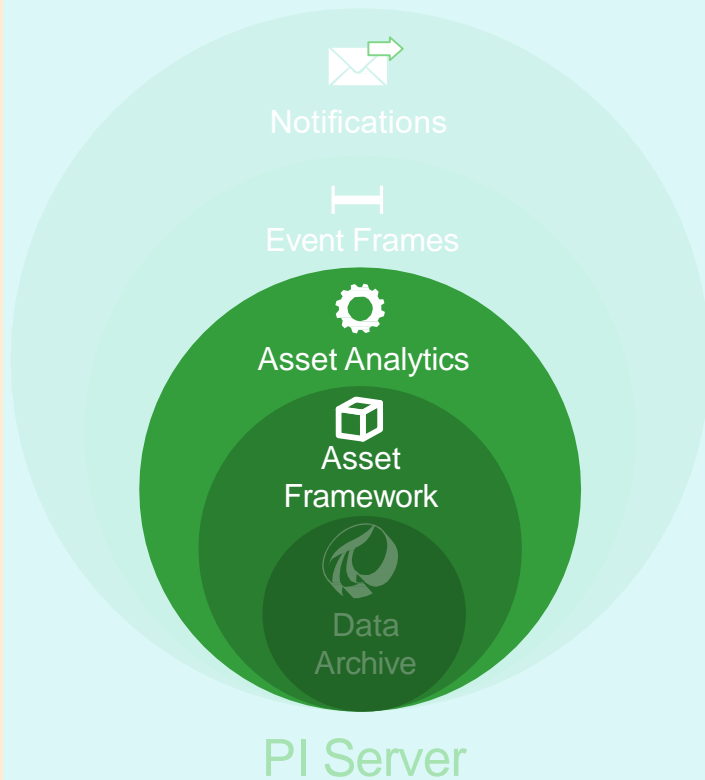 Notifications
Event Frames
Asset Analytics
Asset
Framework
Data
Archive
PI Server